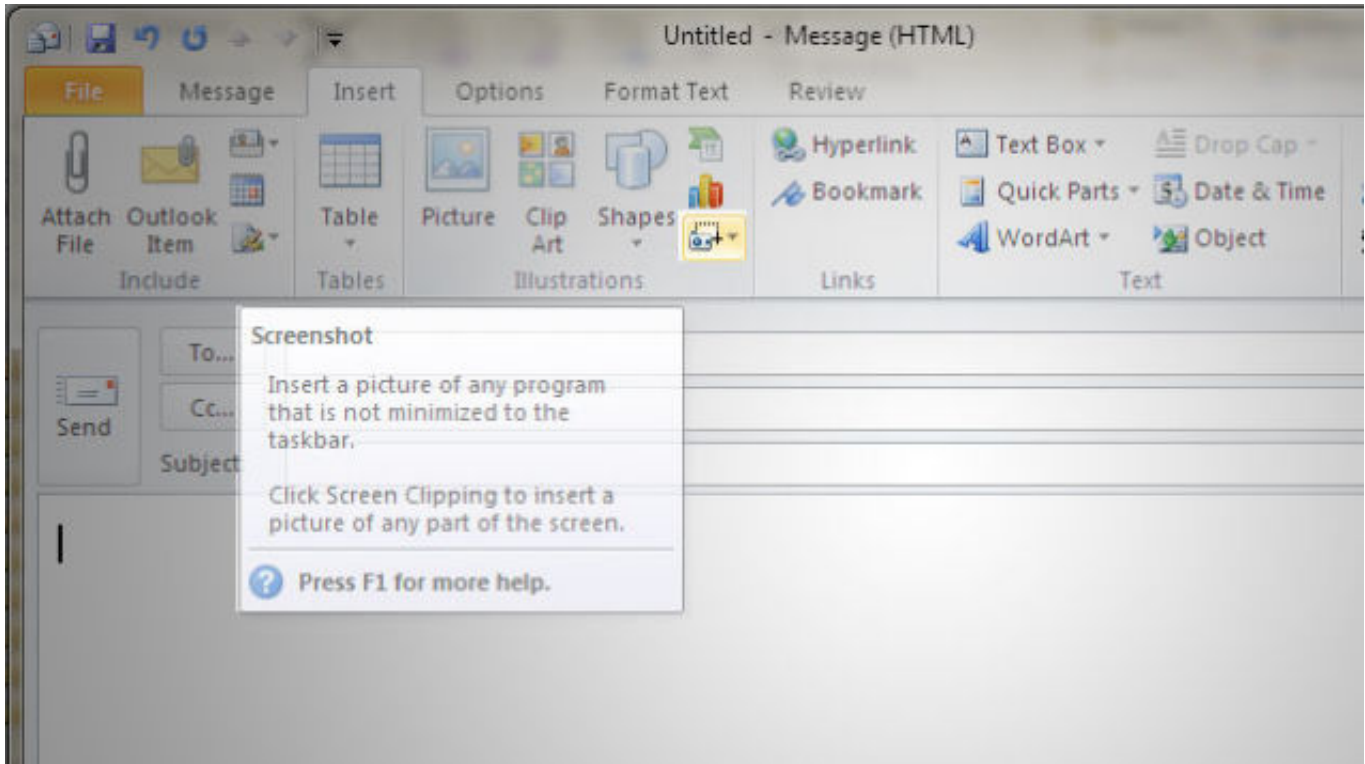 Untitled - Message (HTML)
File Message Insert Options Format Text Review
Attach File
Outlook Item
Include
Table
Tables
Picture
Clip Art
Shapes
Illustrations
Hyperlink
Bookmark
Links
Text Box
Quick Parts
WordArt
Drop Cap
Date & Time
Object
Text
Send
To...
Cc...
Subject
Screenshot
Insert a picture of any program
that is not minimized to the
taskbar.
Click Screen Clipping to insert a
picture of any part of the screen.
Press F1 for more help.